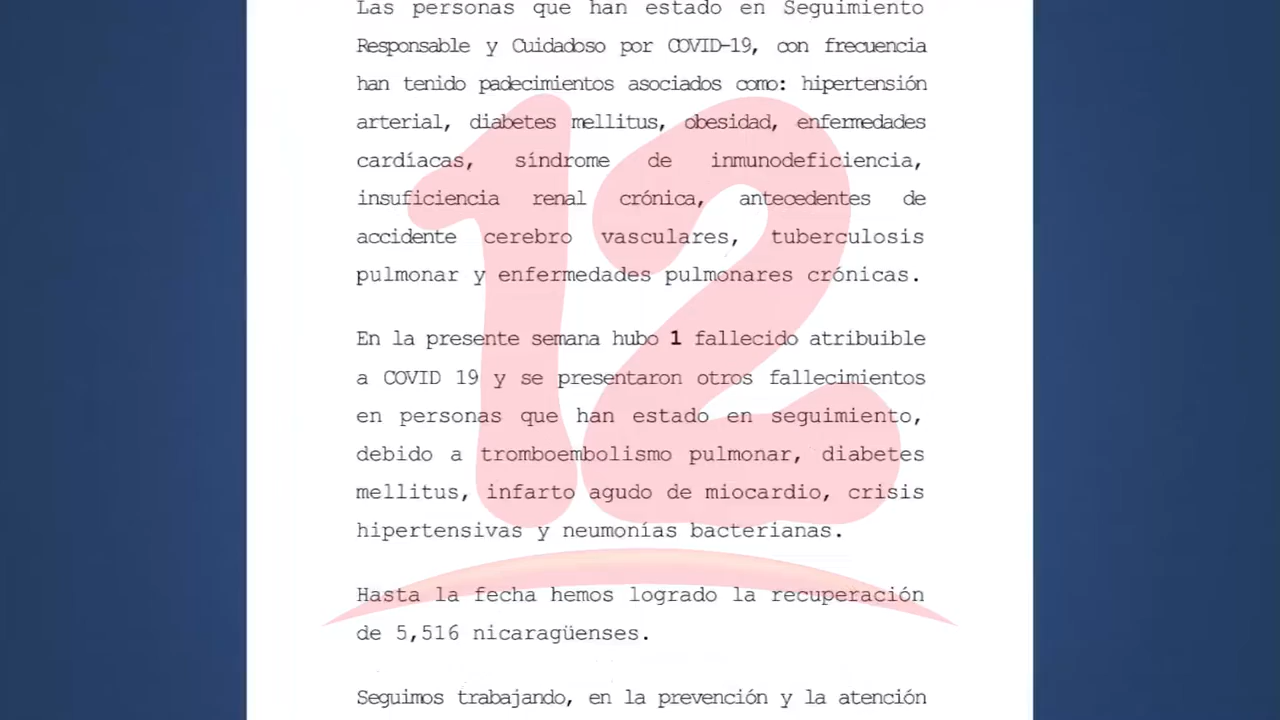 Las personas que han estado en Seguimiento
Responsable y Cuidadoso por COVID-19, con frecuencia
han tenido padecimientos asociados como: hipertensión
arterial, diabetes mellitus, obesidad, enfermedades
cardíacas, síndrome de inmunodeficiencia,
insuficiencia renal crónica, antecedentes de
accidente cerebro vasculares, tuberculosis
pulmonar y enfermedades pulmonares crónicas.
En la presente semana hubo 1 fallecido atribuible
a COVID 19 y se presentaron otros fallecimientos
en personas que han estado en seguimiento,
debido a tromboembolismo pulmonar, diabetes
mellitus, infarto agudo de miocardio, crisis
hipertensivas y neumonías bacterianas.
Hasta la fecha hemos logrado la recuperación
de 5,516 nicaragüenses.
Seguimos trabajando, en la prevención y la atención
12